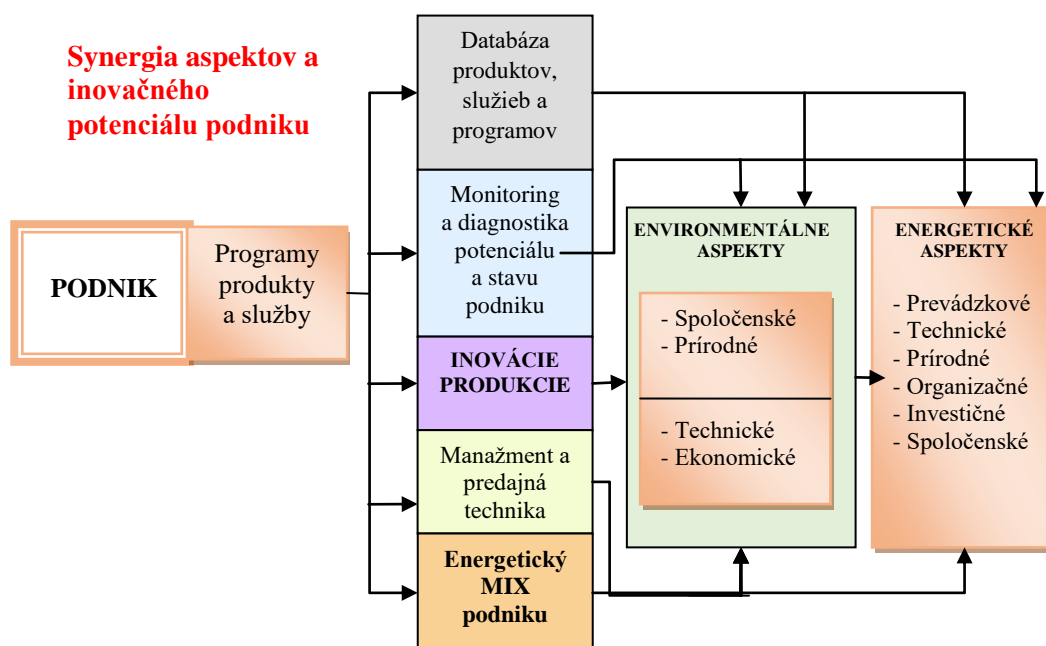 Synergia aspektov a
inovačného
potenciálu podniku
PODNIK
Programy
produkty
a služby
Databáza
produktov,
služieb a
programov
Monitoring
a diagnostika
potenciálu
a stavu
podniku
INOVÁCIE
PRODUKCIE
Manažment a
predajná
technika
Energetický
MIX
podniku
ENVIRONMENTÁLNE
ASPEKTY
- Spoločenské
- Prírodné
- Technické
- Ekonomické
ENERGETICKÉ
ASPEKTY
- Prevádzkové
- Technické
- Prírodné
- Organizačné
- Investičné
- Spoločenské